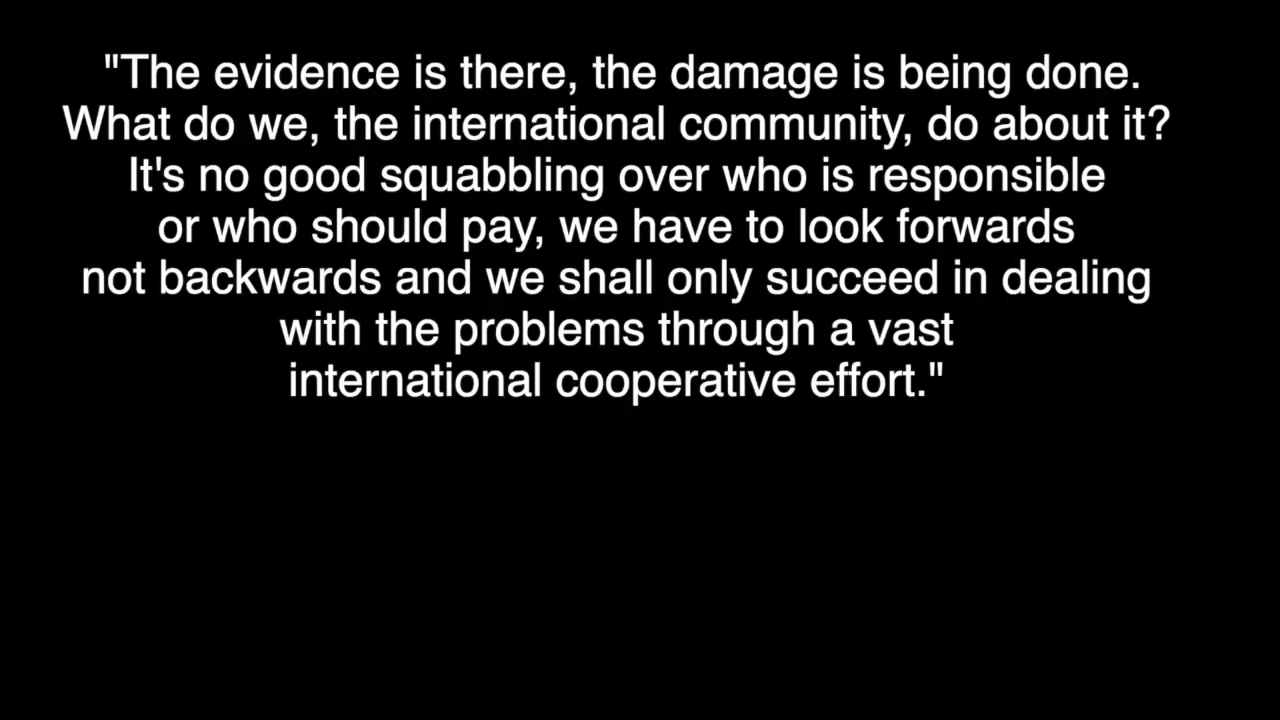 "The evidence is there, the damage is being done.
What do we, the international community, do about it?
It's no good squabbling over who is responsible
or who should pay, we have to look forwards
not backwards and we shall only succeed in dealing
with the problems through a vast
international cooperative effort."